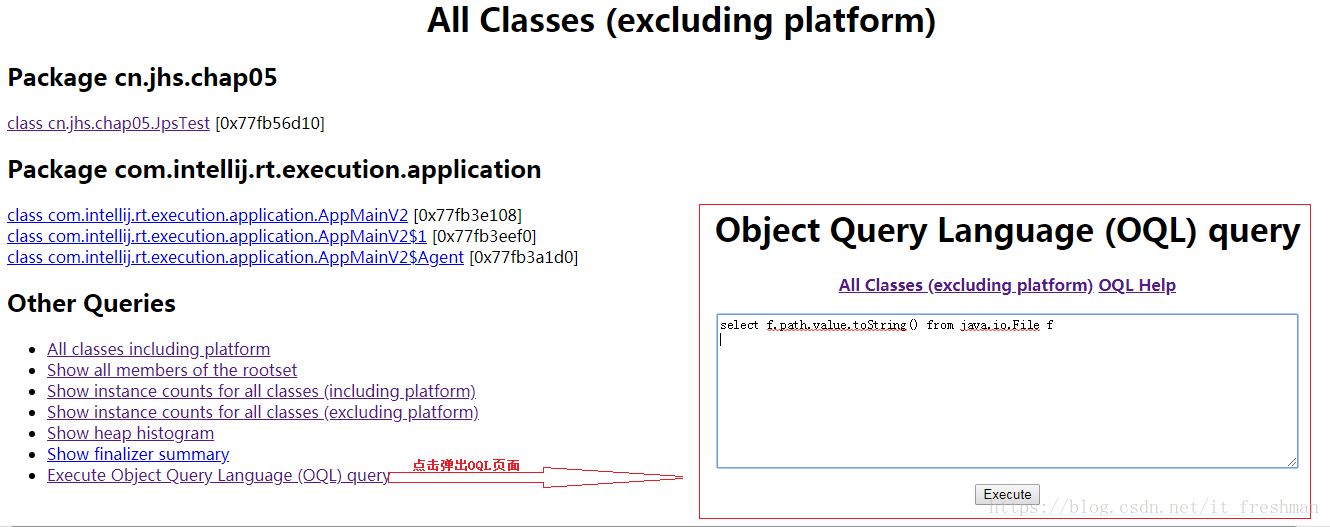 All Classes (excluding platform)
Package cn.jhs.chap05
class cn.jhs.chap05.JpsTest [0x77fb56d10]
Package com.intellij.rt.execution.application
class com.intellij.rt.execution.application.AppMainV2 [0x77fb3e108]
class com.intellij.rt.execution.application.AppMainV2$1 [0x77fb3eef0]
class com.intellij.rt.execution.application.AppMainV2$Agent [0x77fb3a1d0]
Other Queries
All classes including platform
Show all members of the rootset
Show instance counts for all classes (including platform)
Show instance counts for all classes (excluding platform)
Show heap histogram
Show finalizer summary
Execute Object Query Language (OQL) query
点击弹出OQL页面
Object Query Language (OQL) query
All Classes (excluding platform) OQL Help
select f.path.value.toString() from java.io.File f
Execute
https://blog.csdn.net/it_freshman